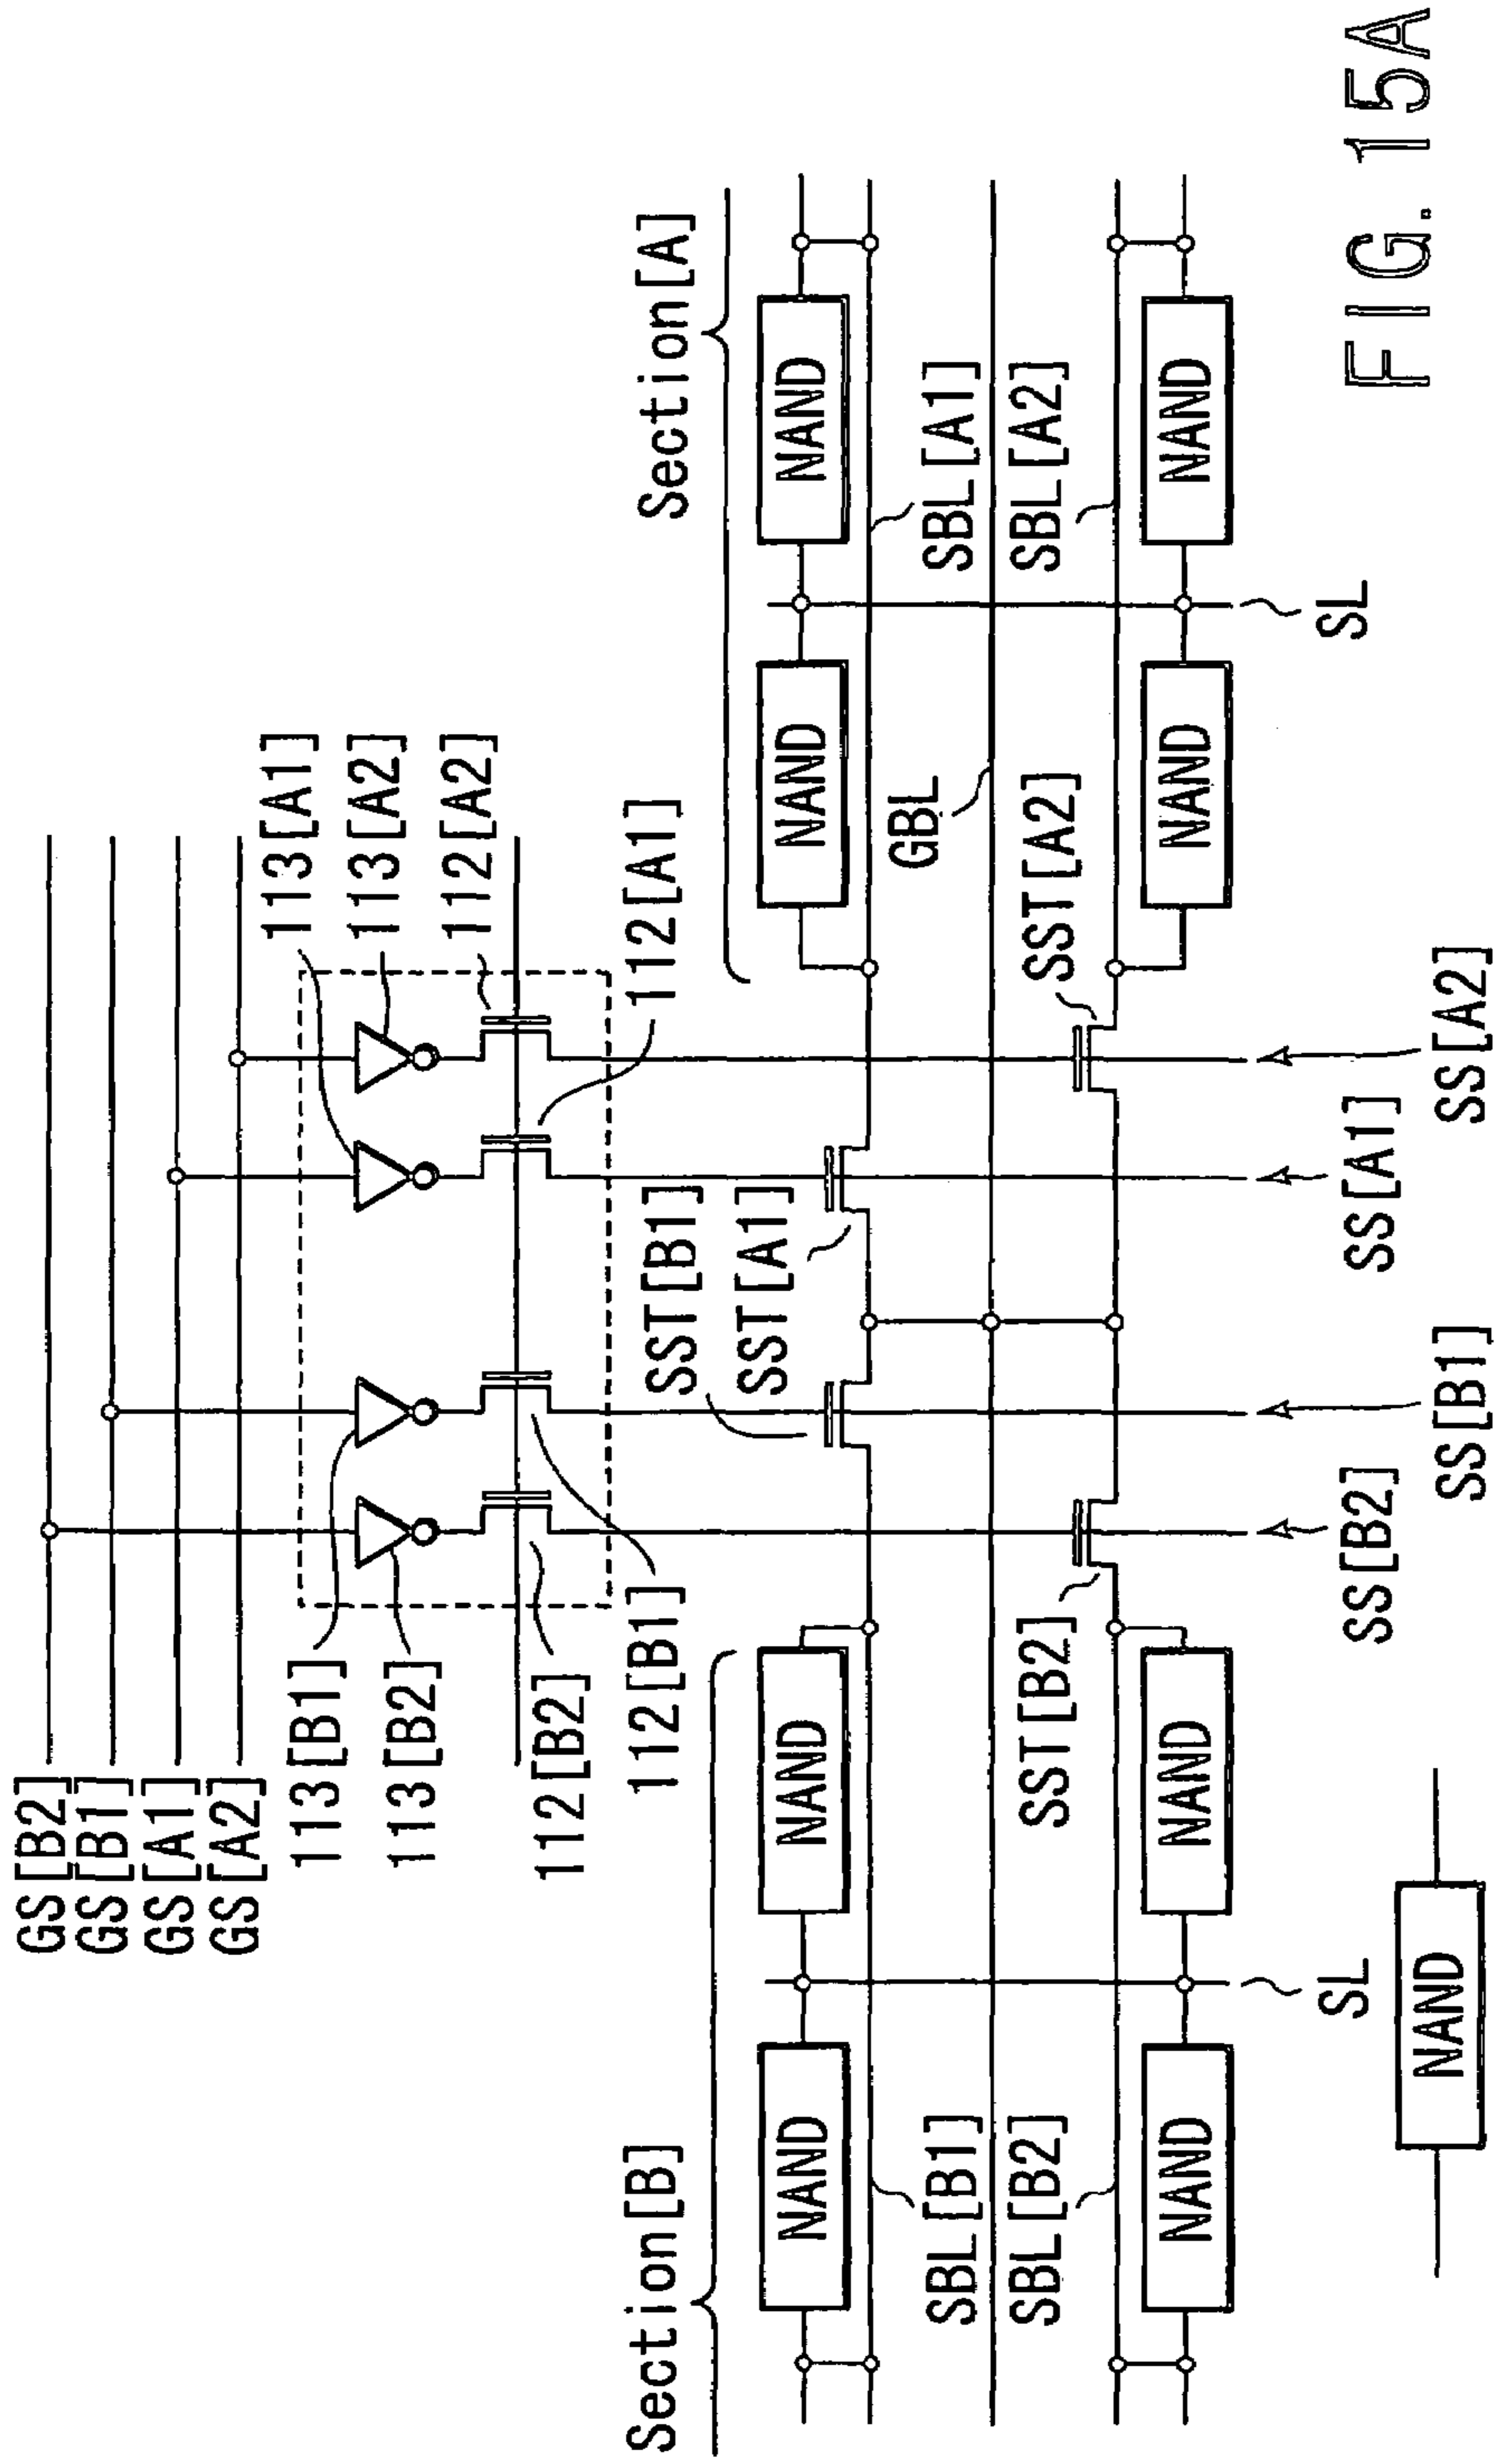 GS[B2]
GS[B1]
GS[A1]
GS[A2]
113[B1]
113[B2]
112[B2]
112[B1]
113[A1]
113[A2]
112[A2]
112[A1]
Section[B]
Section[A]
SST[B1]
SST[A1]
NAND
NAND
NAND
NAND
GBL
SBL[B1]
SBL[B2]
SBL[A1]
SBL[A2]
SST[B2]
SST[A2]
NAND
NAND
NAND
NAND
SL
SL
SS[B2]
SS[B1]
SS[A1]
SS[A2]
NAND
FIG. 15A